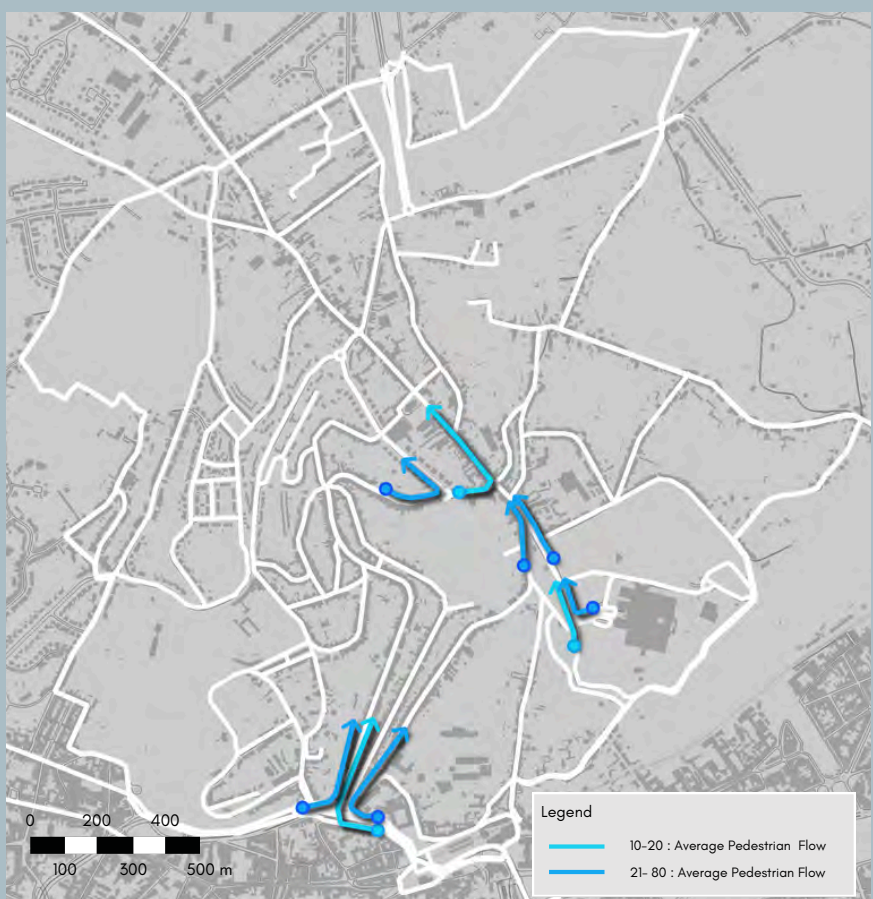 0 200 400
100 300 500 m
Legend
10-20 : Average Pedestrian Flow
21- 80 : Average Pedestrian Flow